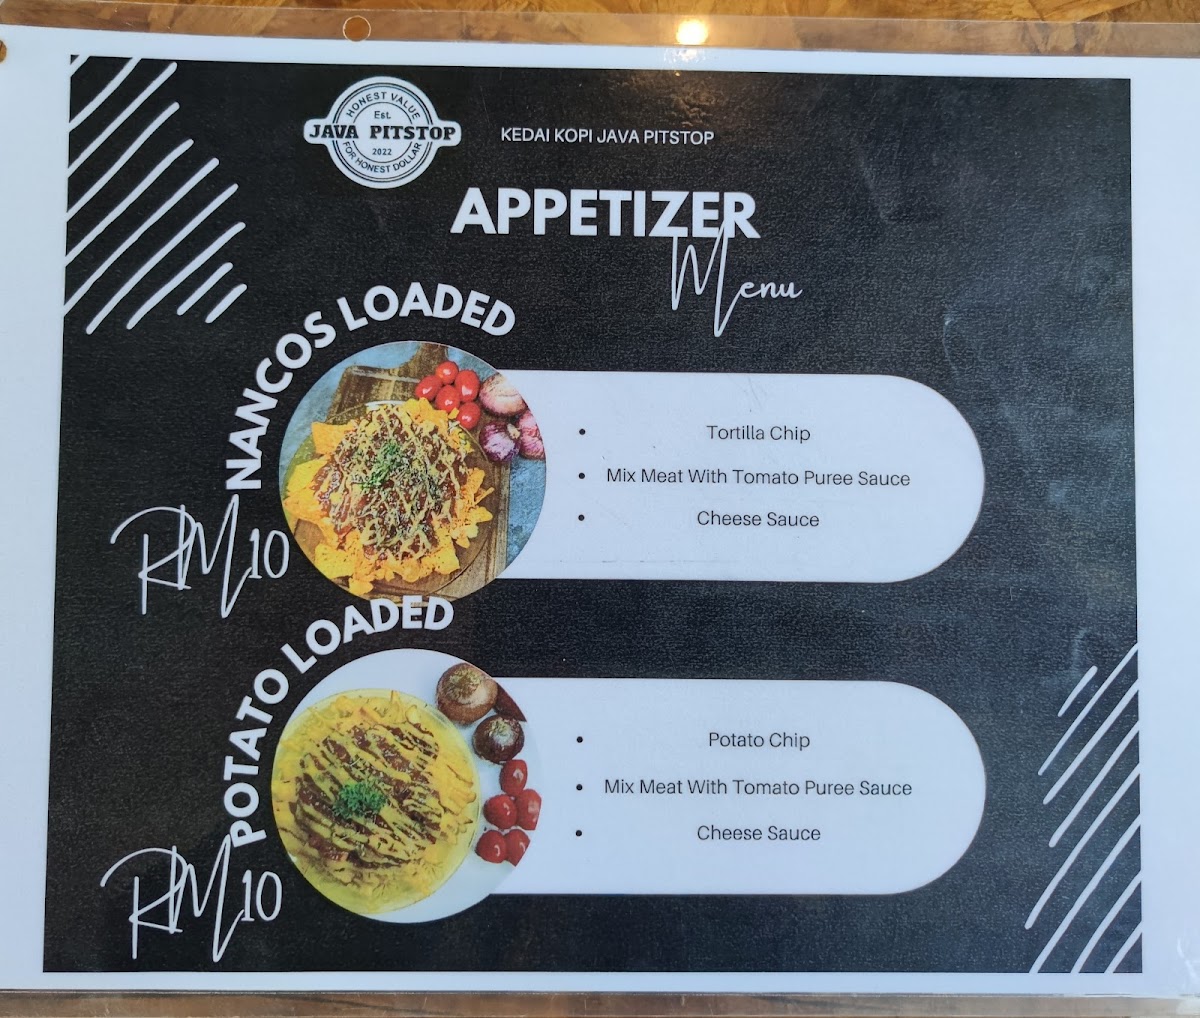 HONEST VALUE
Est.
JAVA PITSTOP
2022
FOR HONEST DOLLAR
KEDAI KOPI JAVA PITSTOP
APPETIZER
Menu
NANCOS LOADED
RM10
• Tortilla Chip
• Mix Meat With Tomato Puree Sauce
• Cheese Sauce
POTATO LOADED
RM10
• Potato Chip
• Mix Meat With Tomato Puree Sauce
• Cheese Sauce